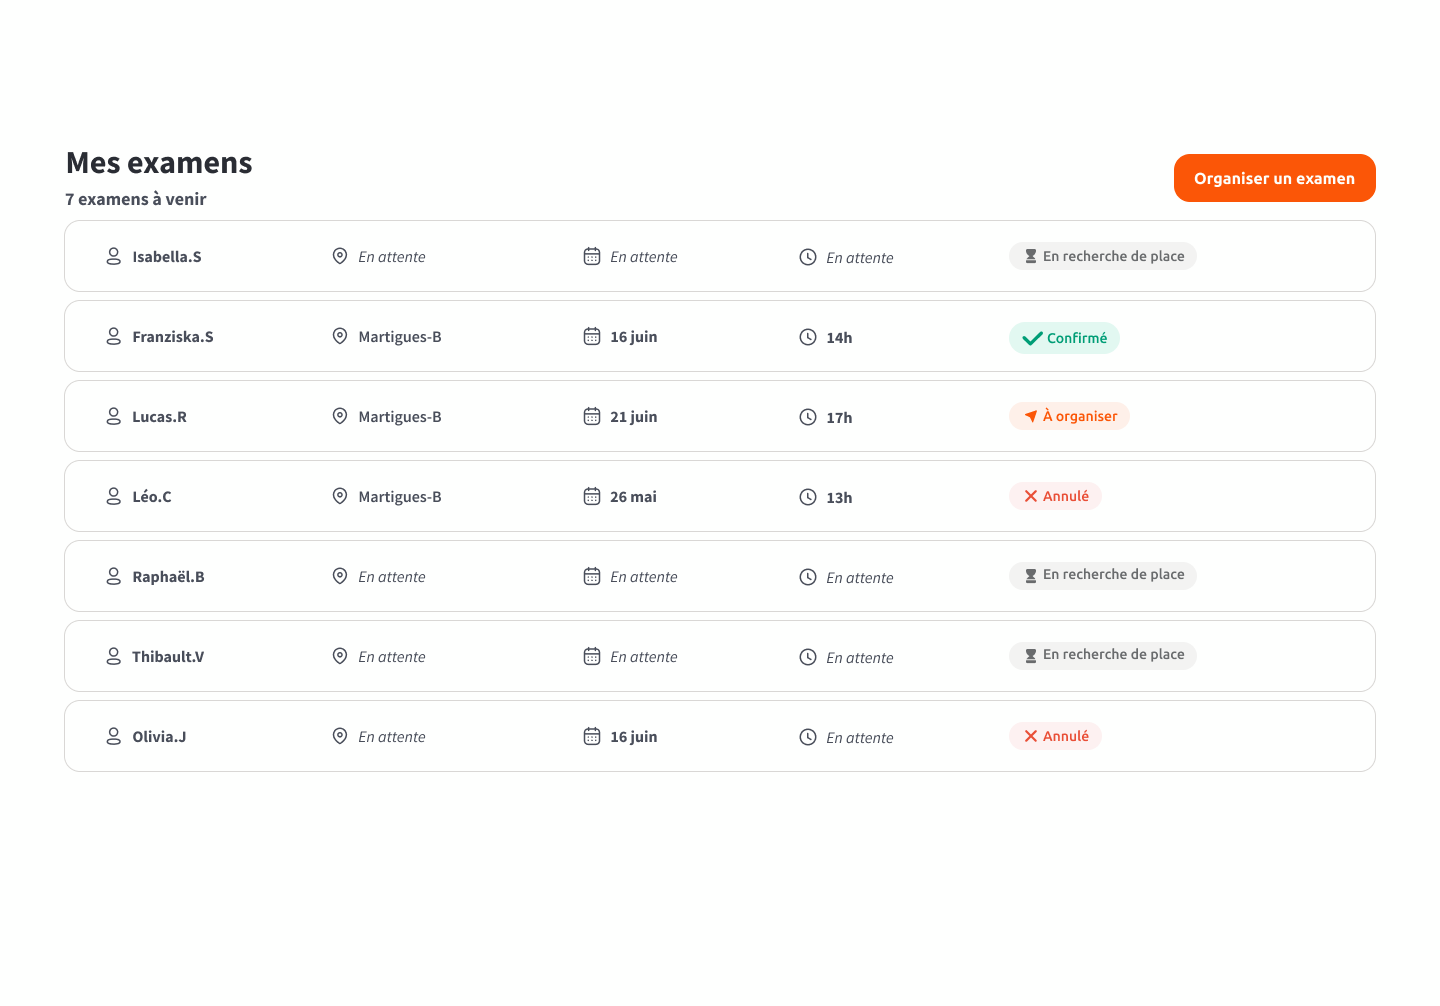 Mes examens
7 examens à venir
Organiser un examen
Isabella.S En attente En attente En attente En recherche de place
Franziska.S Martigues-B 16 juin 14h Confirmé
Lucas.R Martigues-B 21 juin 17h À organiser
Léo.C Martigues-B 26 mai 13h Annulé
Raphaël.B En attente En attente En attente En recherche de place
Thibault.V En attente En attente En attente En recherche de place
Olivia.J En attente 16 juin En attente Annulé